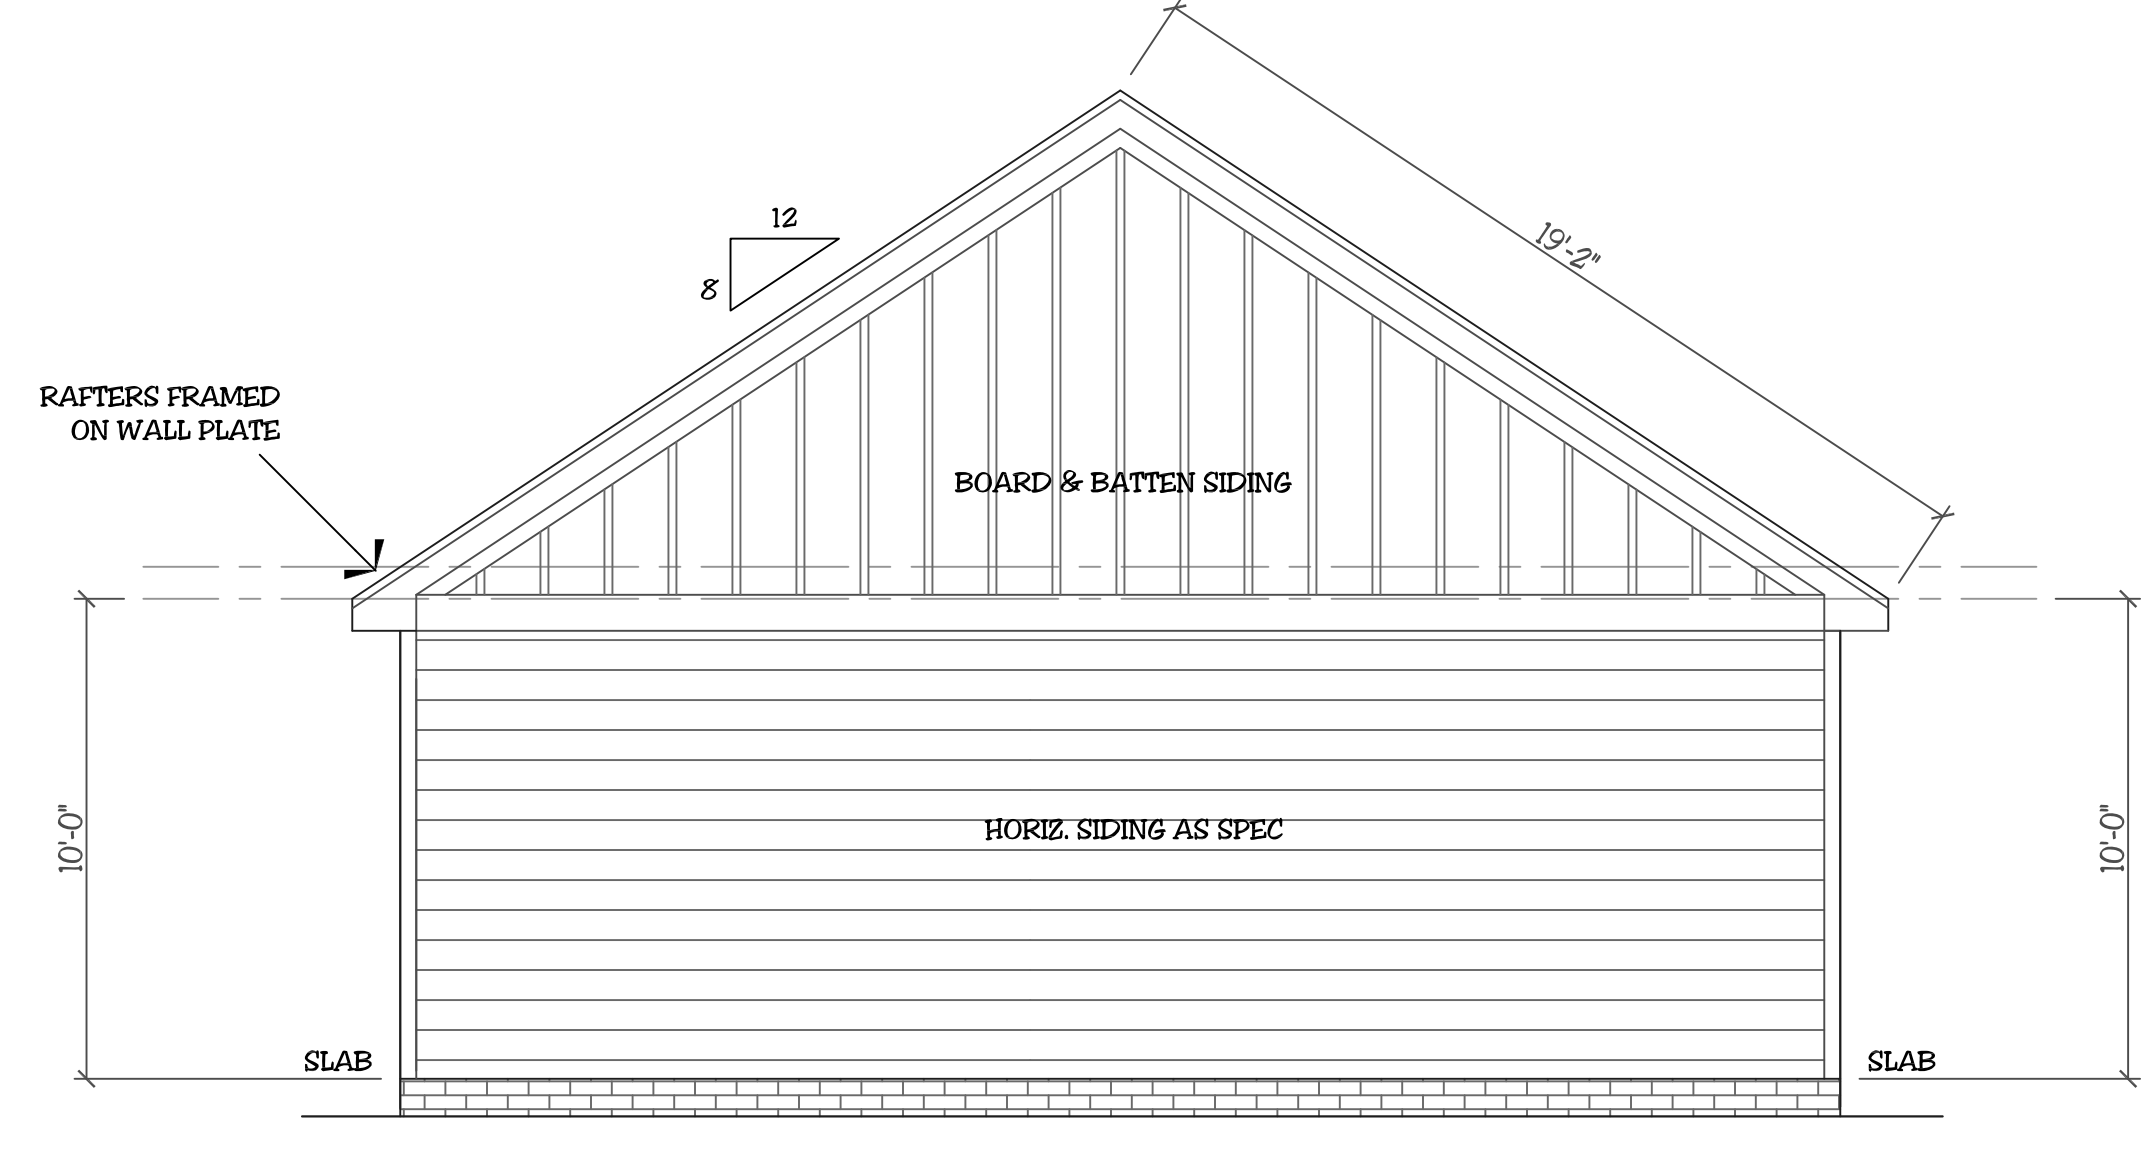 12
8
19'-2"
RAFTERS FRAMED
ON WALL PLATE
BOARD & BATTEN SIDING
HORIZ. SIDING AS SPEC
10'-0"
10'-0"
SLAB
SLAB